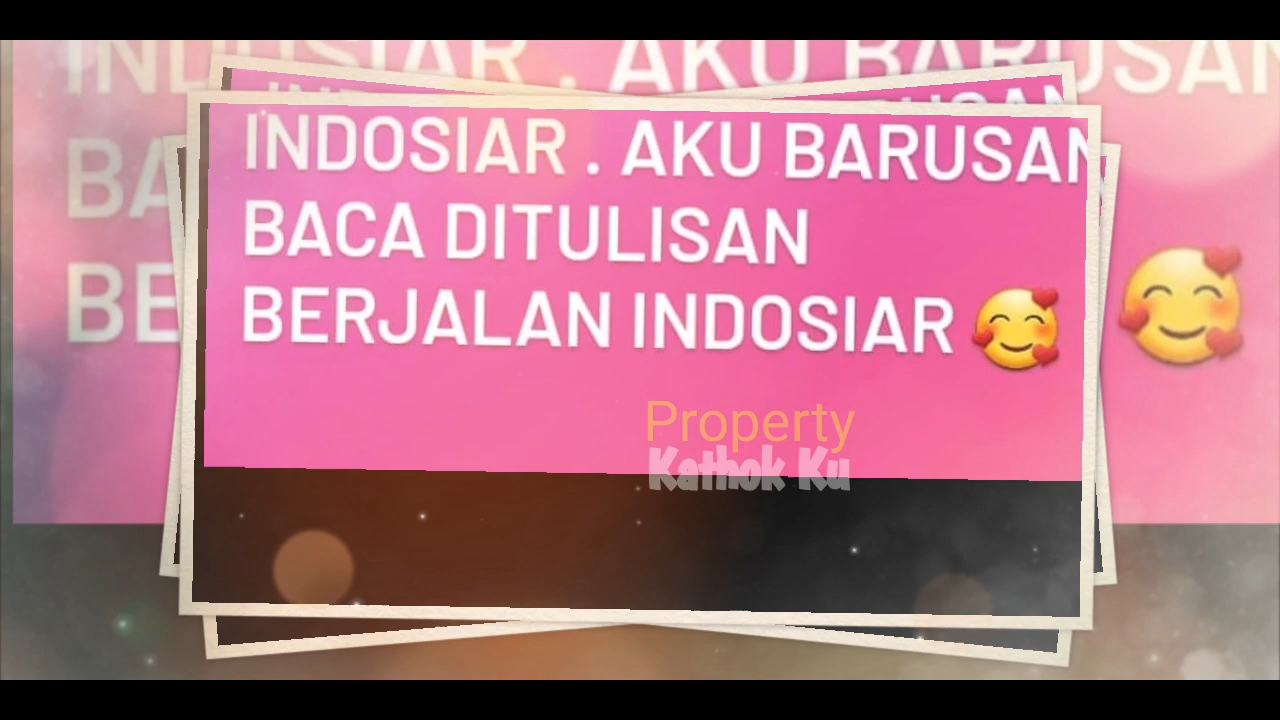 INDOSIAR . AKU BARUSAN
BACA DITULISAN
BERJALAN INDOSIAR 🥰
Property
Kathok Ku